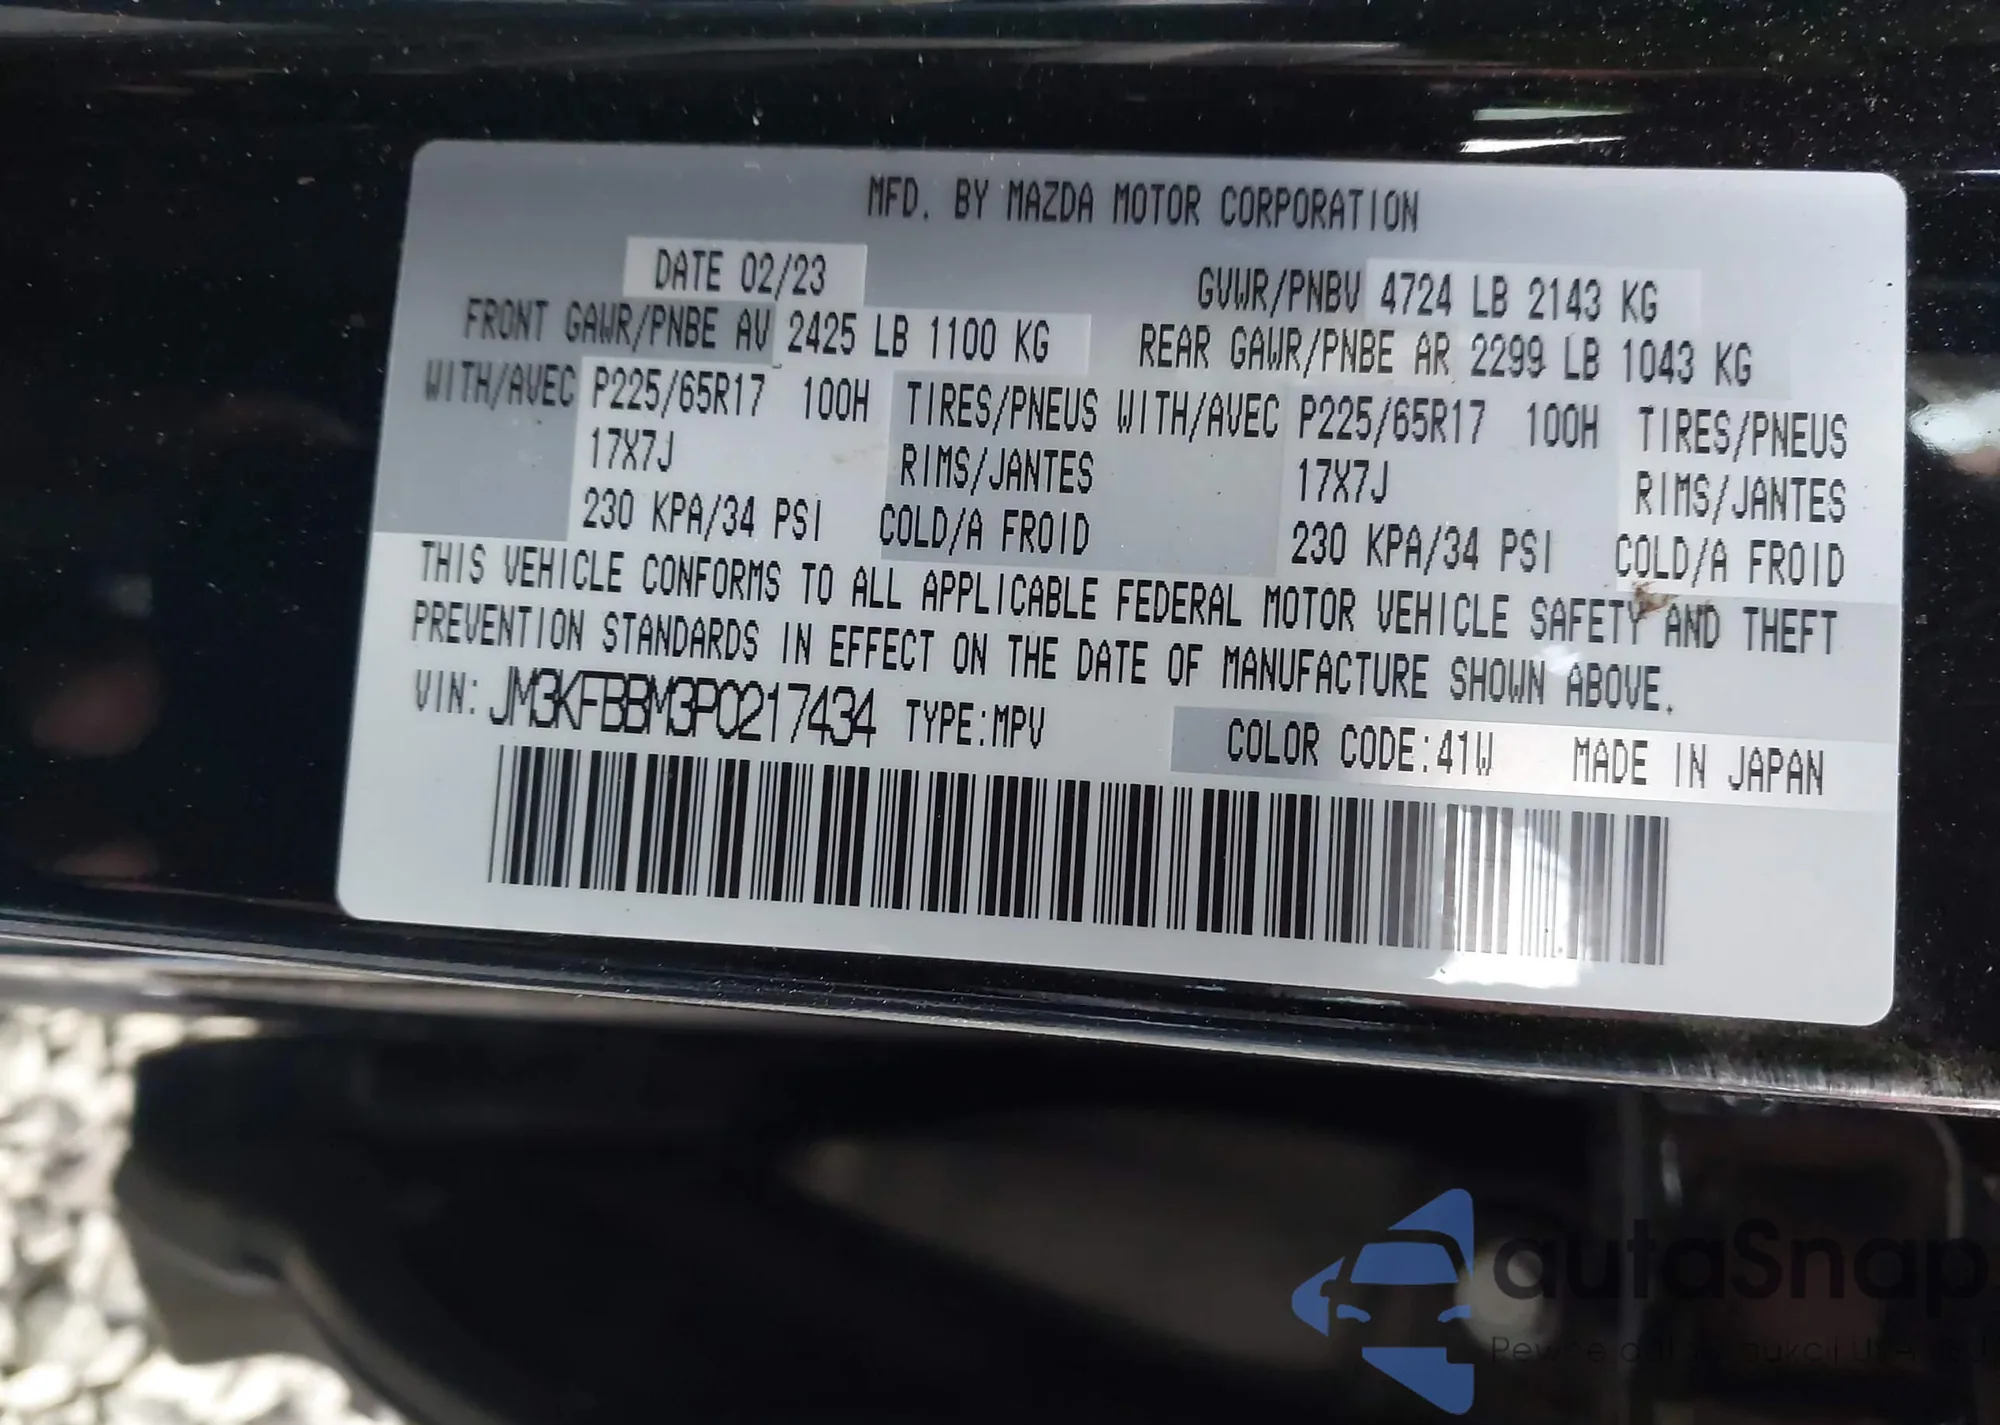 MFD. BY MAZDA MOTOR CORPORATION
DATE 02/23 GVWR/PNBV 4724 LB 2143 KG
FRONT GAWR/PNBE AV 2425 LB 1100 KG REAR GAWR/PNBE AR 2299 LB 1043 KG
WITH/AVEC P225/65R17 100H TIRES/PNEUS WITH/AVEC P225/65R17 100H TIRES/PNEUS
17X7J RIMS/JANTES 17X7J RIMS/JANTES
230 KPA/34 PSI COLD/A FROID 230 KPA/34 PSI COLD/A FROID
THIS VEHICLE CONFORMS TO ALL APPLICABLE FEDERAL MOTOR VEHICLE SAFETY AND THEFT
PREVENTION STANDARDS IN EFFECT ON THE DATE OF MANUFACTURE SHOWN ABOVE.
VIN: JM3KFBBM3P0217434 TYPE:MPV COLOR CODE:41W MADE IN JAPAN
autaSnap